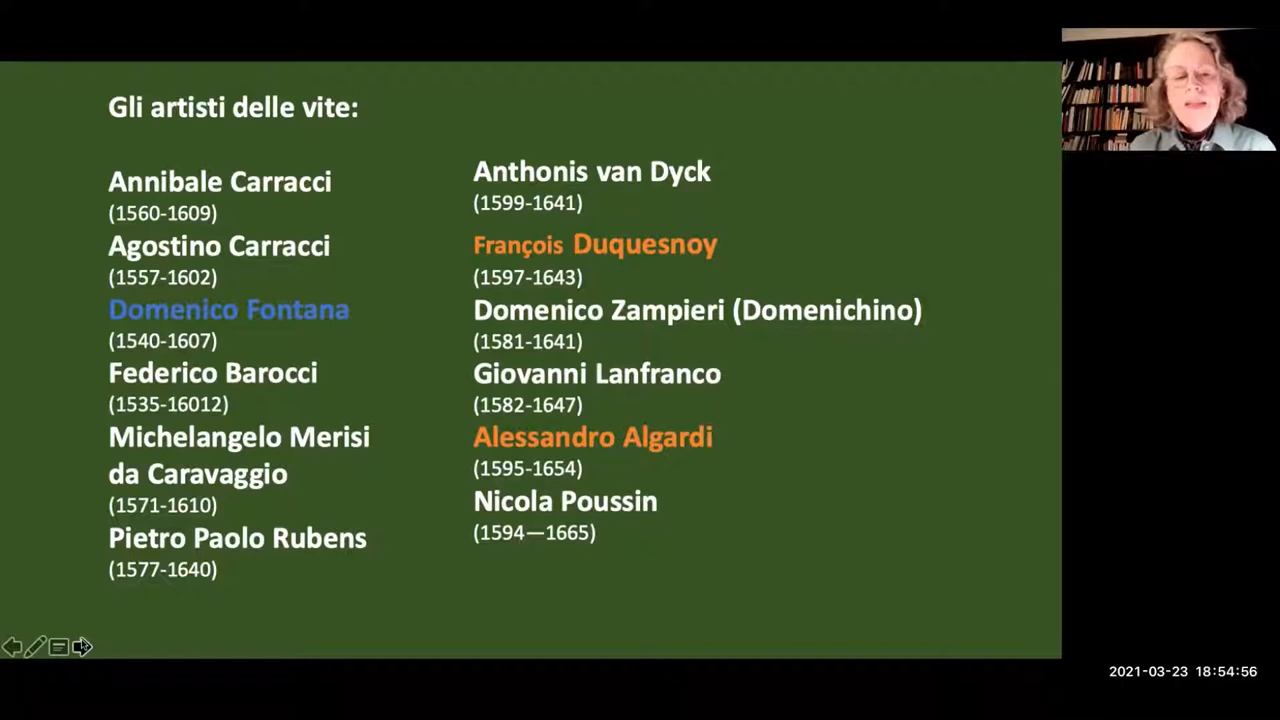 Gli artisti delle vite:
Annibale Carracci
(1560-1609)
Agostino Carracci
(1557-1602)
Domenico Fontana
(1540-1607)
Federico Barocci
(1535-16012)
Michelangelo Merisi
da Caravaggio
(1571-1610)
Pietro Paolo Rubens
(1577-1640)
Anthonis van Dyck
(1599-1641)
François Duquesnoy
(1597-1643)
Domenico Zampieri (Domenichino)
(1581-1641)
Giovanni Lanfranco
(1582-1647)
Alessandro Algardi
(1595-1654)
Nicola Poussin
(1594—1665)
2021-03-23 18:54:56